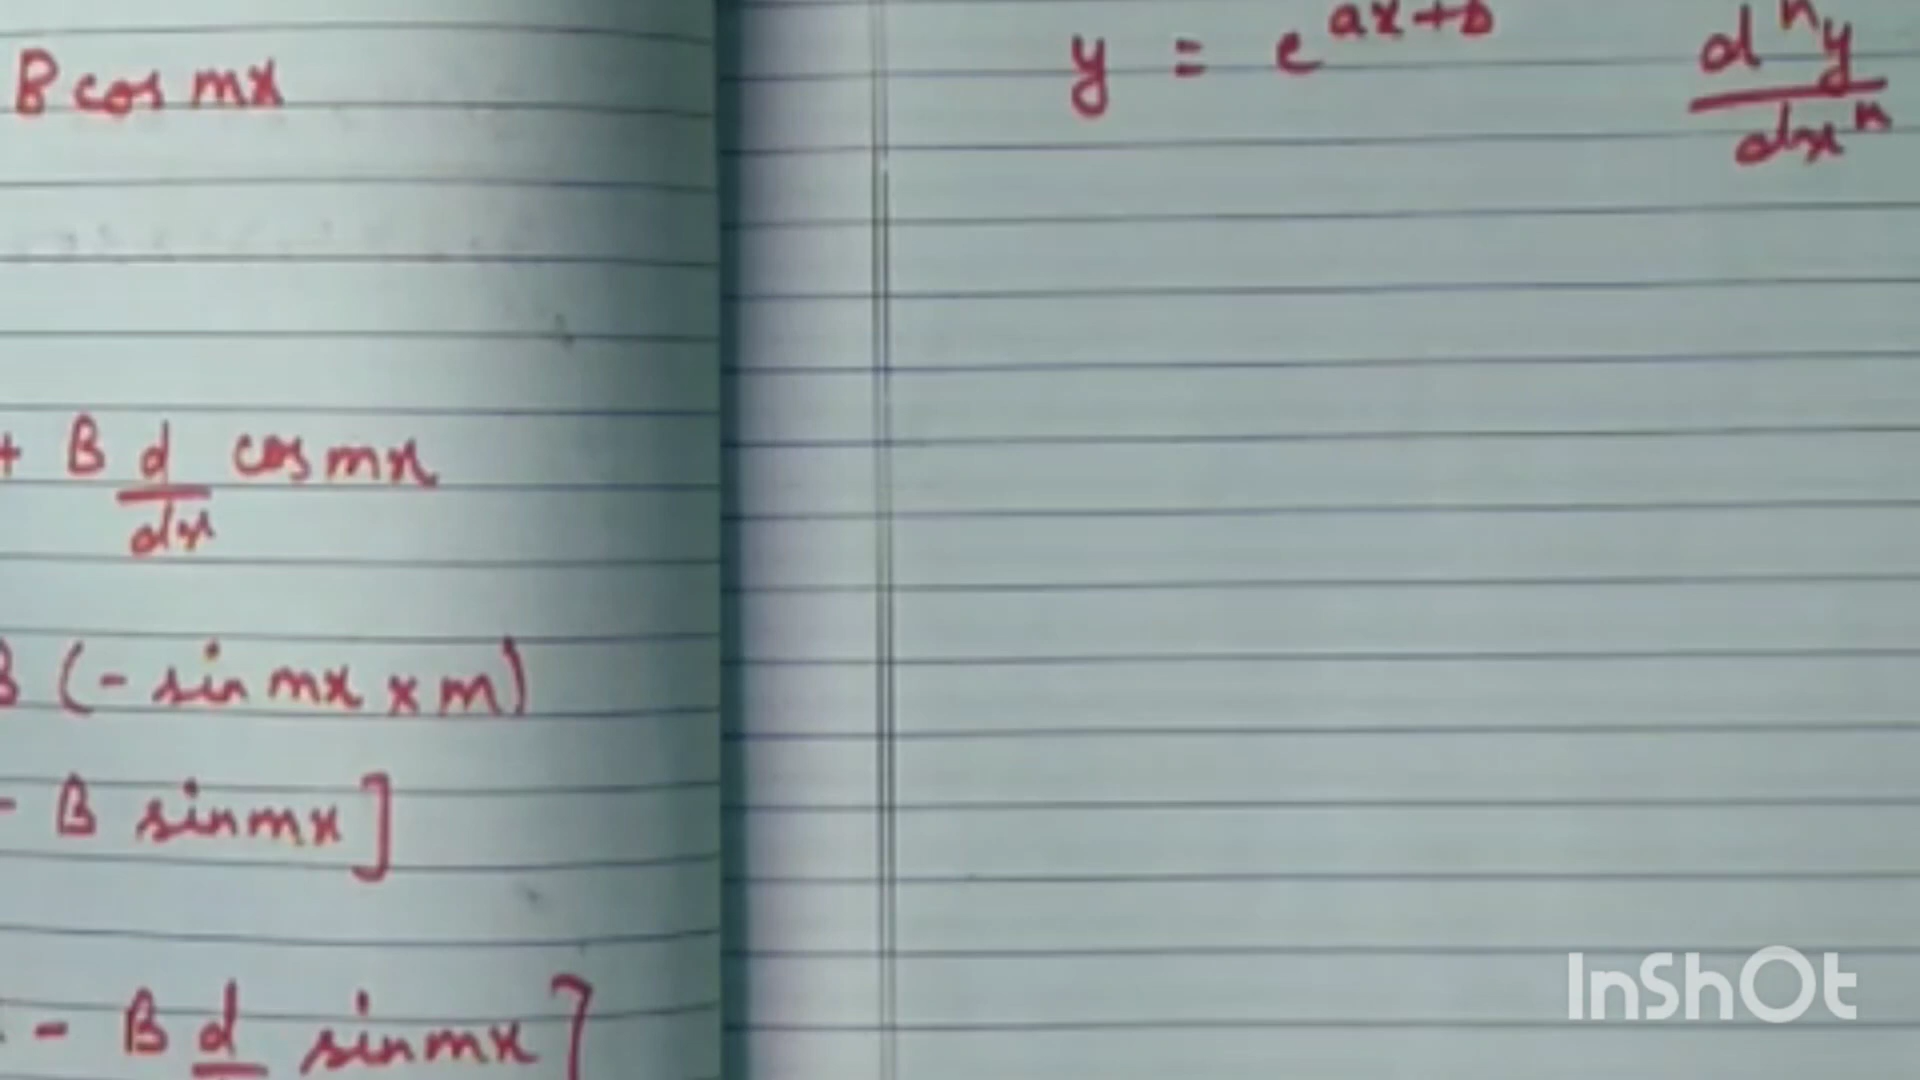 B cos mx
+ B d/dx cos mx
B (- sin mx x m)
- B sin mx ]
- B d sin mx ]
y = e^{ax+b} d^n y/dx^n
InShOt